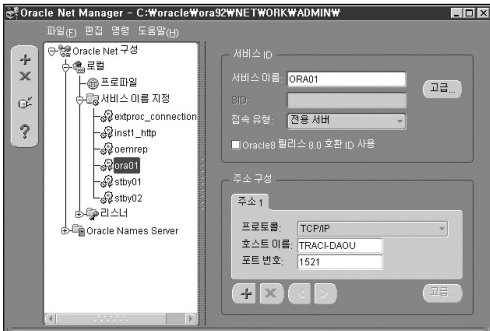 Oracle Net Manager - C:₩oracle₩ora92₩NETWORK₩ADMIN₩
파일(F) 편집 명령 도움말(H)
Oracle Net 구성
로컬
프로파일
서비스 이름 지정
extproc_connection
inst1_http
oemrep
ora01
stby01
stby02
리스너
Oracle Names Server
서비스 ID
서비스 이름: ORA01
고급...
SID:
접속 유형: 전용 서버
Oracle8 릴리스 8.0 호환 ID 사용
주소 구성
주소 1
프로토콜: TCP/IP
호스트 이름: TRACI-DAOU
포트 번호: 1521
고급...